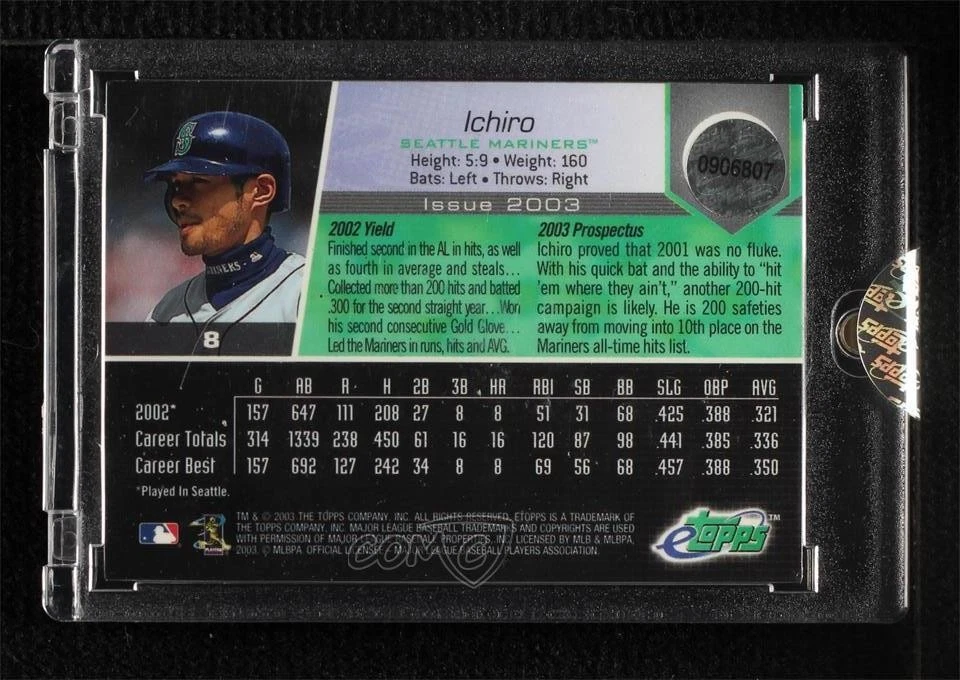 Ichiro
SEATTLE MARINERS™
Height: 5:9 • Weight: 160
Bats: Left • Throws: Right
Issue 2003
0906807
2002 Yield
Finished second in the AL in hits, as well
as fourth in average and steals...
Collected more than 200 hits and batted
.300 for the second straight year...Won
his second consecutive Gold Glove...
Led the Mariners in runs, hits and AVG.
2003 Prospectus
Ichiro proved that 2001 was no fluke.
With his quick bat and the ability to “hit
'em where they ain't,” another 200-hit
campaign is likely. He is 200 safeties
away from moving into 10th place on the
Mariners all-time hits list.
8
G AB R H 2B 3B HR RBI SB BB SLG OBP AVG
2002* 157 647 111 208 27 8 8 51 31 68 .425 .388 .321
Career Totals 314 1339 238 450 61 16 16 120 87 98 .441 .385 .336
Career Best 157 692 127 242 34 8 8 69 56 68 .457 .388 .350
*Played In Seattle.
TM & © 2003 THE TOPPS COMPANY, INC. ALL RIGHTS RESERVED. ETOPPS IS A TRADEMARK OF
THE TOPPS COMPANY, INC. MAJOR LEAGUE BASEBALL TRADEMARKS AND COPYRIGHTS ARE USED
WITH PERMISSION OF MAJOR LEAGUE BASEBALL PROPERTIES, INC. LICENSED BY MLB & MLBPA,
2003. © MLBPA. OFFICIAL LICENSEE - MAJOR LEAGUE BASEBALL PLAYERS ASSOCIATION.
etopps™
Topps
Topps
COMC